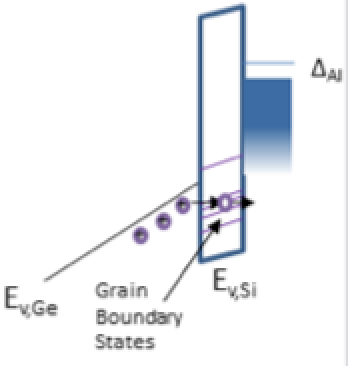 ΔAl
Ev,Ge
Grain
Boundary
States
Ev,Si